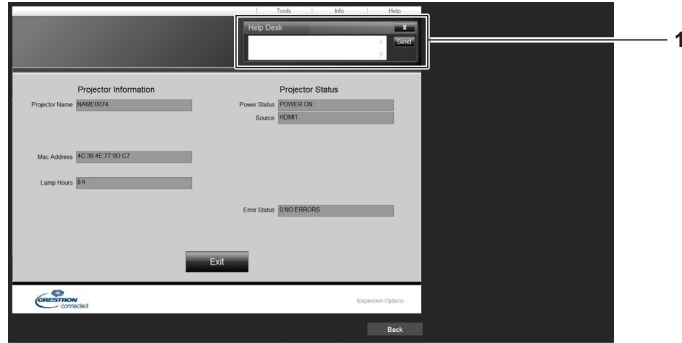 Tools Info Help
Help Desk X
Send
1
Projector Information Projector Status
Projector Name NAME0074 Power Status POWER ON
Source HDMI1
Mac Address 4C:36:4E:77:9D:C7
Lamp Hours 8 h
Error Status 0:NO ERRORS
Exit
CRESTRON
connected
Expansion Options
Back